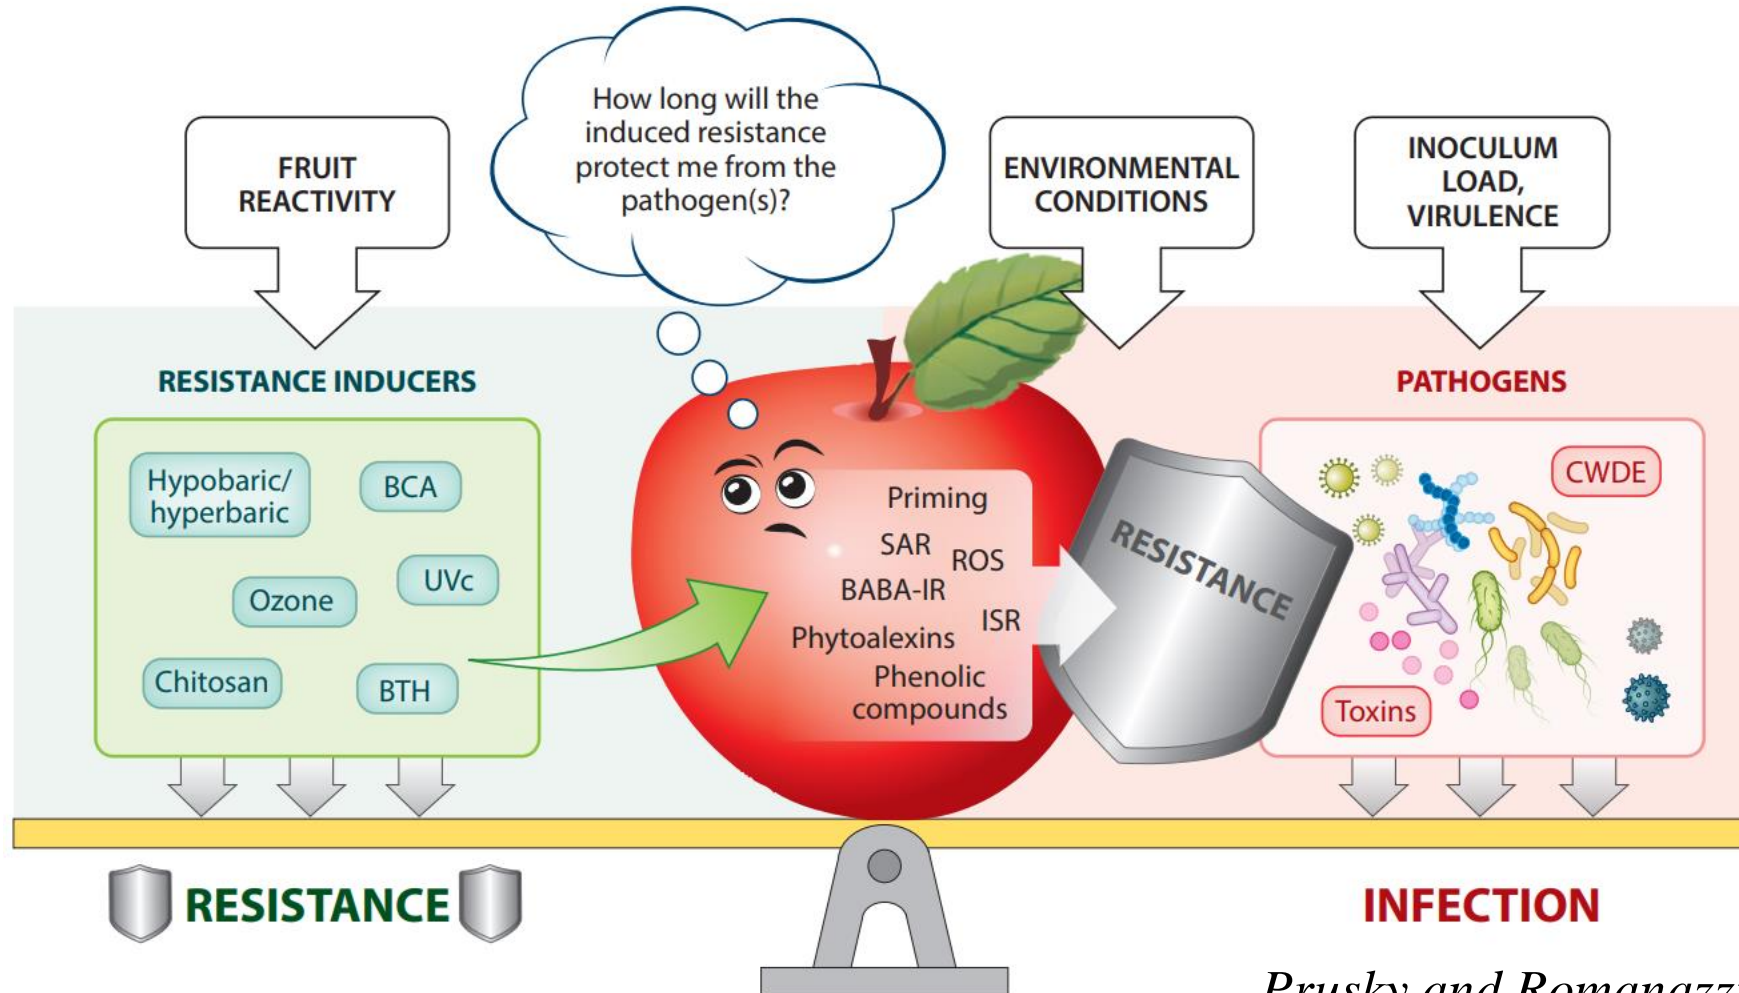 How long will the
induced resistance
protect me from the
pathogen(s)?
FRUIT
REACTIVITY
ENVIRONMENTAL
CONDITIONS
INOCULUM
LOAD,
VIRULENCE
RESISTANCE INDUCERS
PATHOGENS
Hypobaric/
hyperbaric
BCA
UVc
Ozone
Chitosan
BTH
Priming
SAR
ROS
BABA-IR
ISR
Phytoalexins
Phenolic
compounds
RESISTANCE
CWDE
Toxins
RESISTANCE
INFECTION
Prusky and